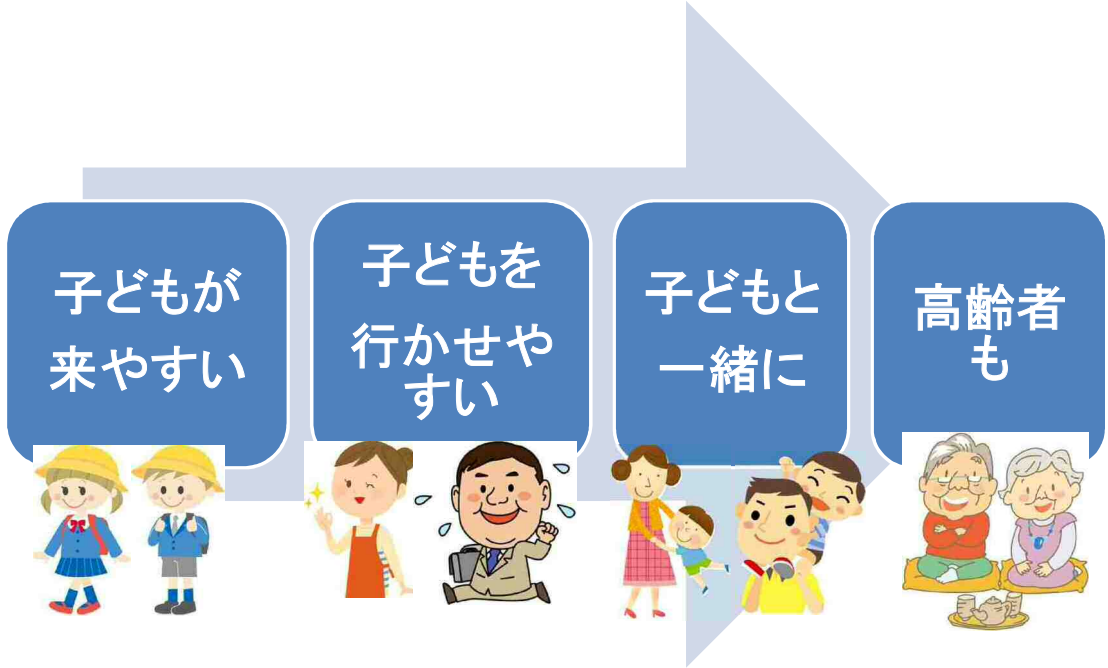 子どもが
来やすい
子どもを
行かせや
すい
子どもと
一緒に
高齢者
も